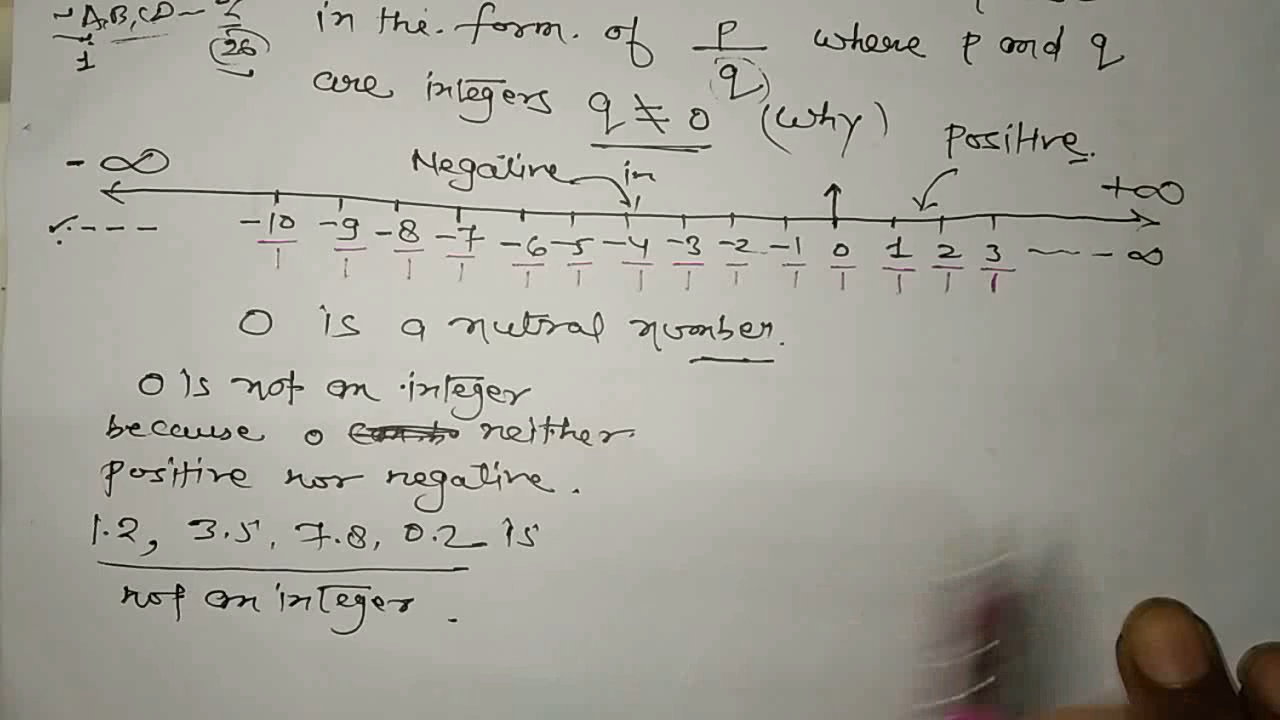 ~ A,B,C,D ~ Z
1
26
in the form of P/q where P and q
are integers q ≠ 0 (Why)
Positive.
- ∞ Negative in +∞
-10 -9 -8 -7 -6 -5 -4 -3 -2 -1 0 1 2 3 ---- ∞
1 1 1 1 1 1 1 1 1 1 1 1 1 1
0 is a nutral number.
0 is not an integer
because 0 neither
positive nor negative.
1.2, 3.5, 7.8, 0.2 is
not an integer.